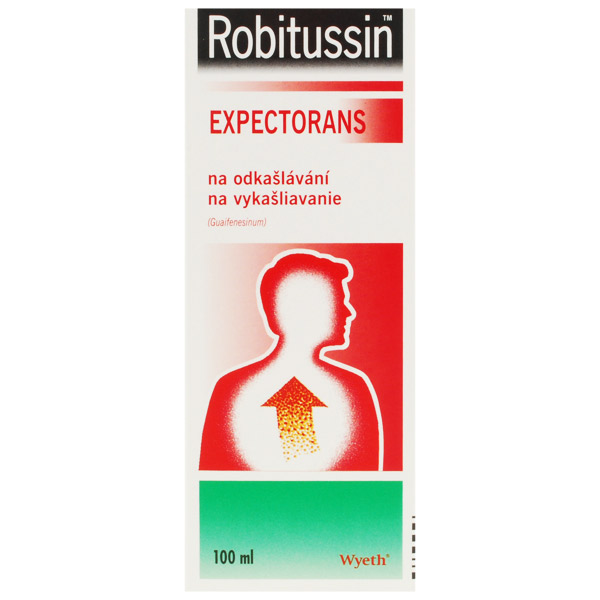 Robitussin™
EXPECTORANS
na odkašlávání
na vykašliavanie
(Guaifenesinum)
100 ml
Wyeth®